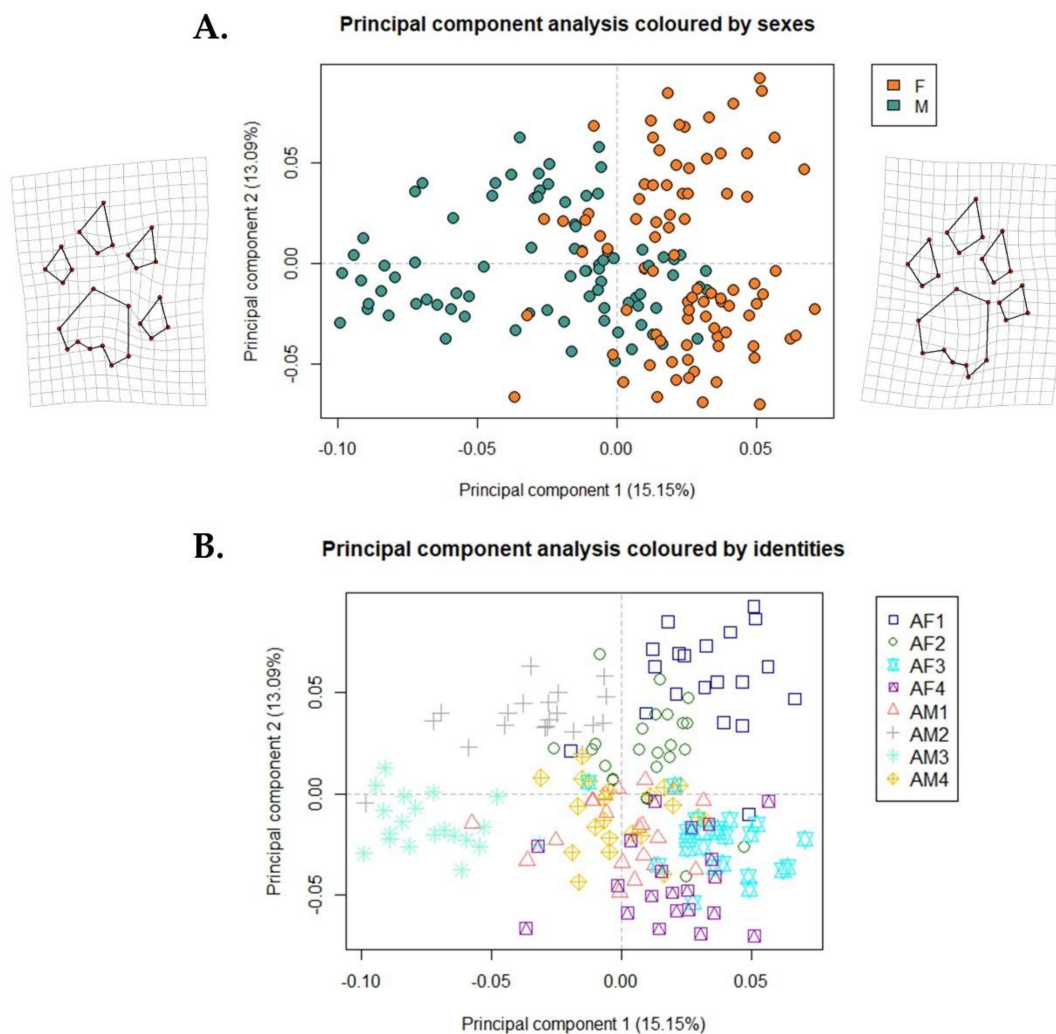 A.
Principal component analysis coloured by sexes
F
M
Principal component 2 (13.09%)
0.05
0.00
-0.05
-0.10
-0.05
0.00
0.05
Principal component 1 (15.15%)
B.
Principal component analysis coloured by identities
AF1
AF2
AF3
AF4
AM1
AM2
AM3
AM4
Principal component 2 (13.09%)
0.05
0.00
-0.05
-0.10
-0.05
0.00
0.05
Principal component 1 (15.15%)